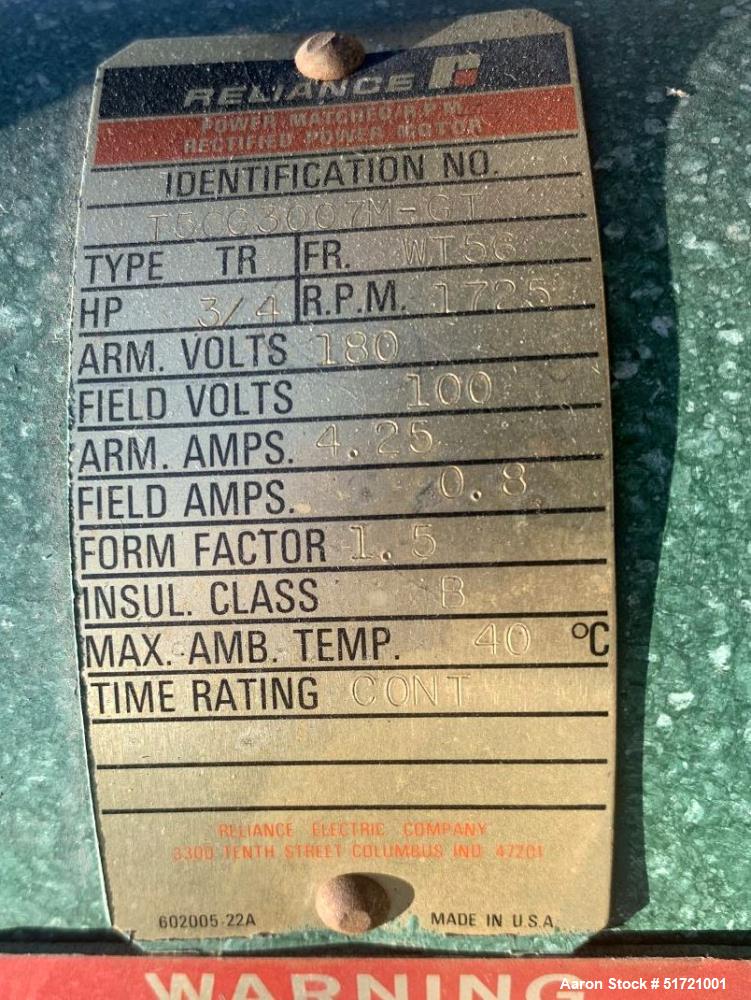 RELIANCE
POWER MATCHED/R.P.M.
RECTIFIED POWER MOTOR
IDENTIFICATION NO.
T5CC3007M-GT
TYPE TR FR. WT56
HP 3/4 R.P.M. 1725
ARM. VOLTS 180
FIELD VOLTS 100
ARM. AMPS. 4.25
FIELD AMPS. 0.8
FORM FACTOR 1.5
INSUL. CLASS B
MAX. AMB. TEMP. 40 °C
TIME RATING CONT
RELIANCE ELECTRIC COMPANY
3300 TENTH STREET COLUMBUS IND 47201
602005-22A MADE IN U.S.A.
WARNING
Aaron Stock # 51721001